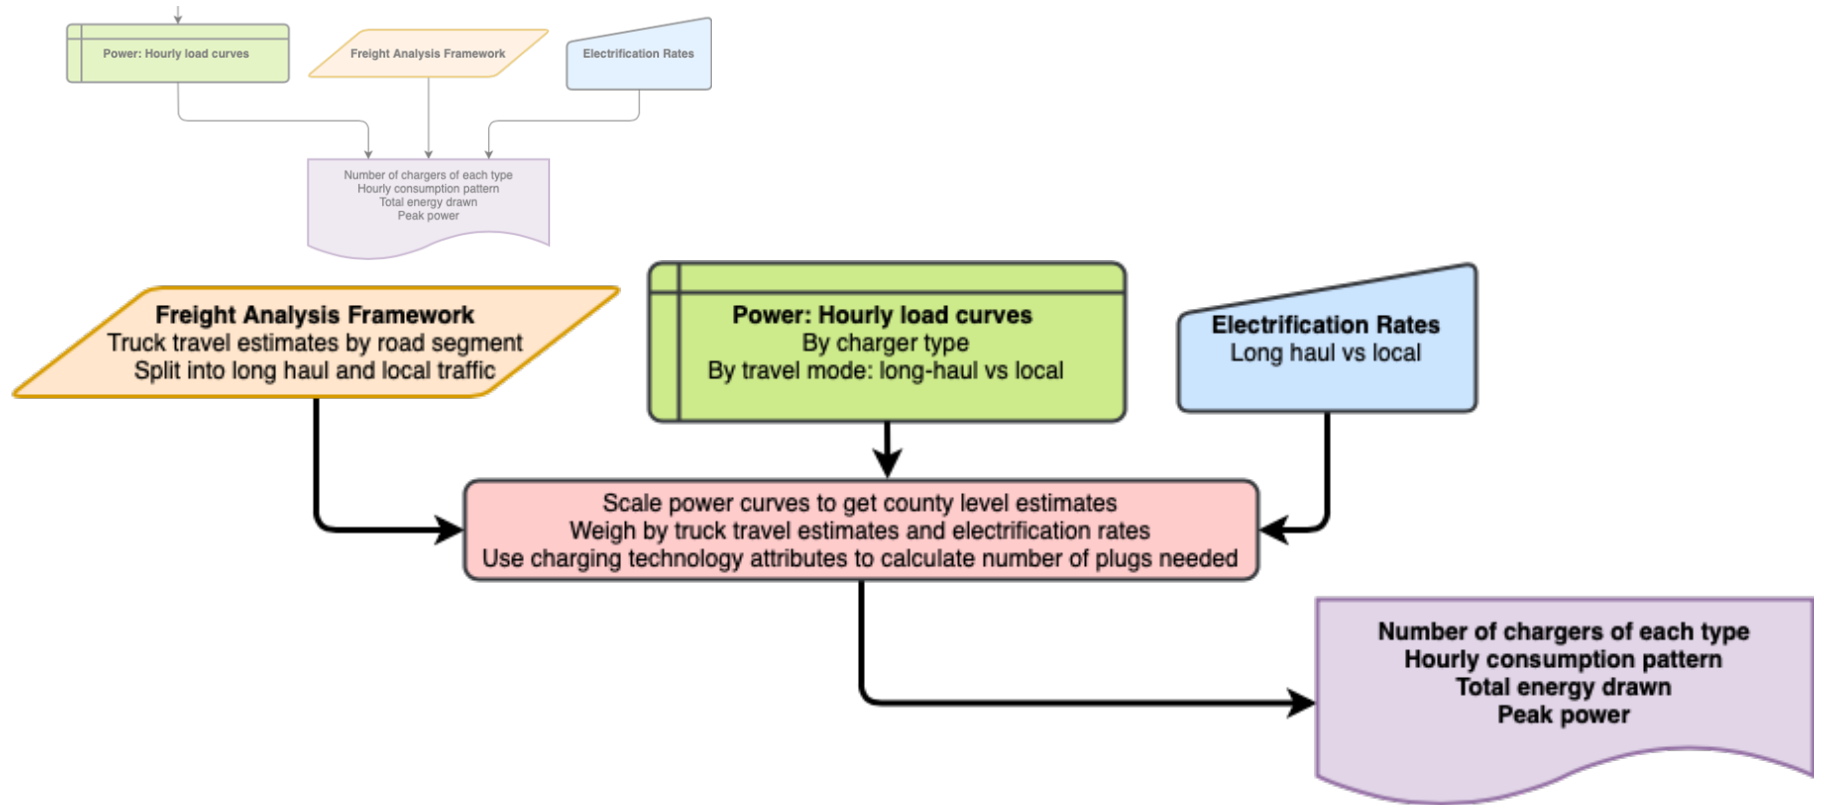 Power: Hourly load curves
Freight Analysis Framework
Electrification Rates
Number of chargers of each type
Hourly consumption pattern
Total energy drawn
Peak power
Freight Analysis Framework
Truck travel estimates by road segment
Split into long haul and local traffic
Power: Hourly load curves
By charger type
By travel mode: long-haul vs local
Electrification Rates
Long haul vs local
Scale power curves to get county level estimates
Weigh by truck travel estimates and electrification rates
Use charging technology attributes to calculate number of plugs needed
Number of chargers of each type
Hourly consumption pattern
Total energy drawn
Peak power